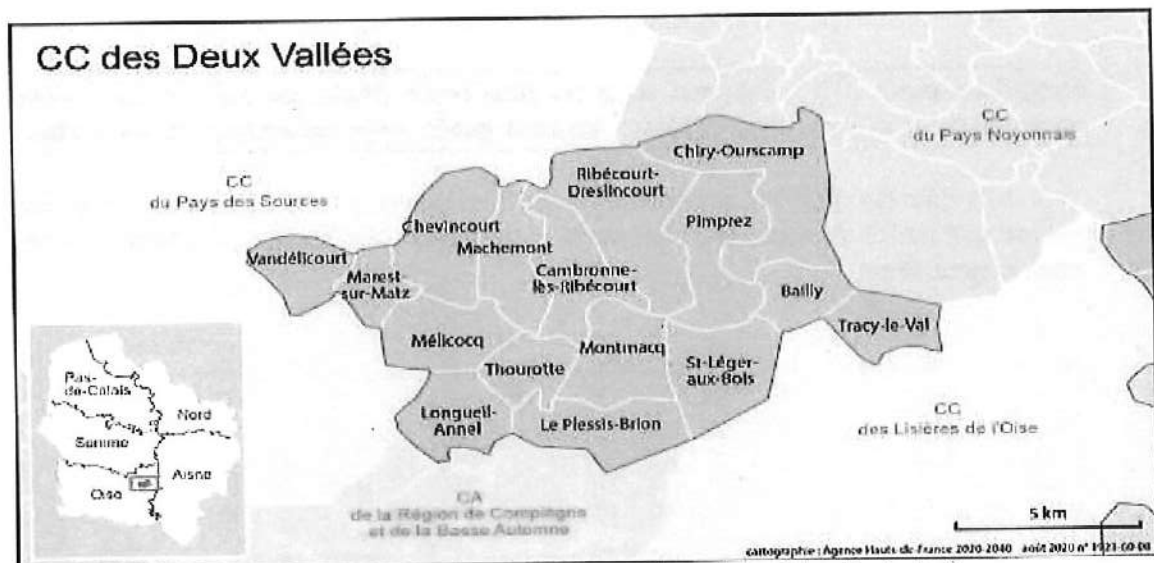 CC des Deux Vallées
CC
du Pays Noyonnais
CC
du Pays des Sources
Chiry-Ourscamp
Ribécourt-
Dreslincourt
Pimprez
Chevincourt
Machemont
Vandélicourt
Marest-
sur-Matz
Cambronne-
lès-Ribécourt
Bailly
Tracy-le-Val
Mélicocq
Montmacq
Thourotte
St-Léger-
aux-Bois
Longueil-
Annel
Le Plessis-Brion
CC
des Lisières de l'Oise
CA
de la Région de Compiègne
et de la Basse Automne
Pas-
de-Calais
Nord
Somme
Aisne
Oise
5 km
cartographie : Agence Hauts-de-France 2020-2040 août 2020